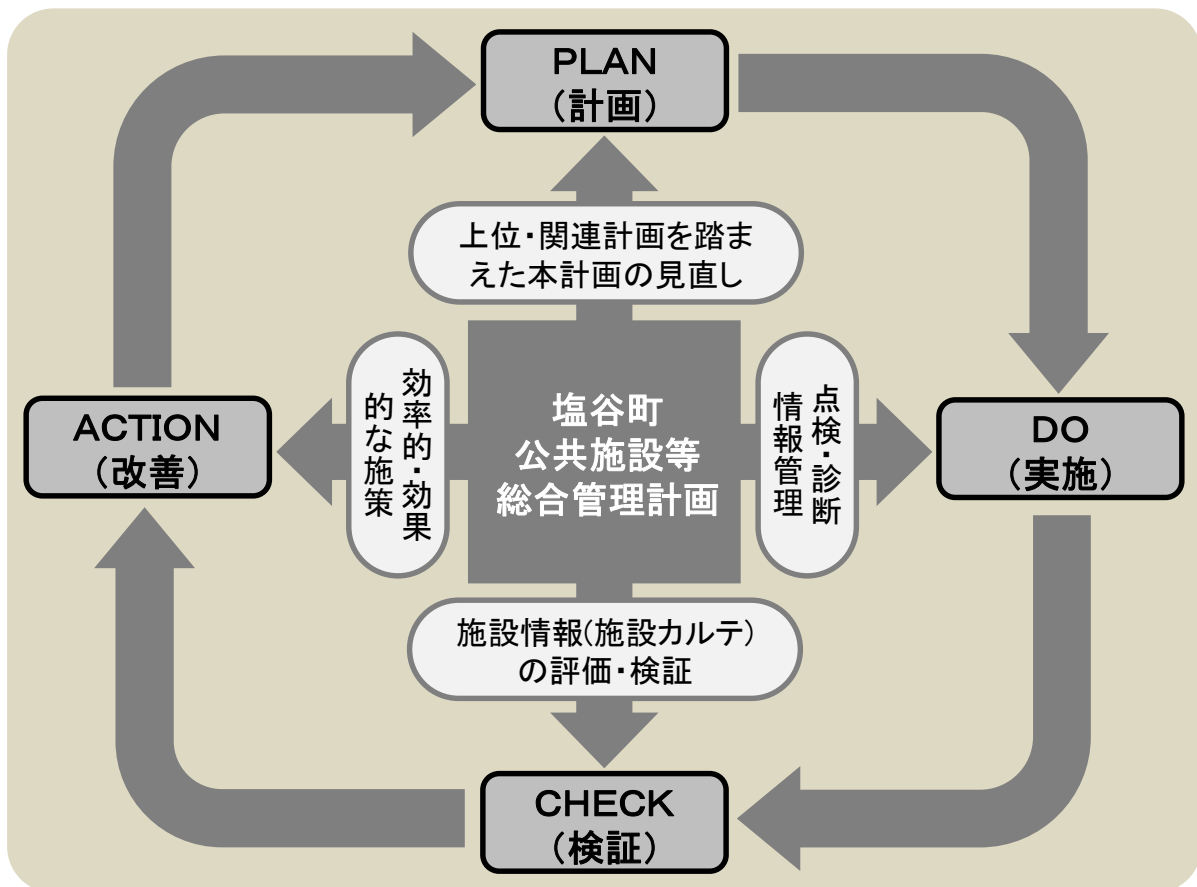 PLAN
(計画)
上位・関連計画を踏ま
えた本計画の見直し
効率的・効果
的な施策
塩谷町
公共施設等
総合管理計画
点検・診断
情報管理
ACTION
(改善)
DO
(実施)
施設情報(施設カルテ)
の評価・検証
CHECK
(検証)